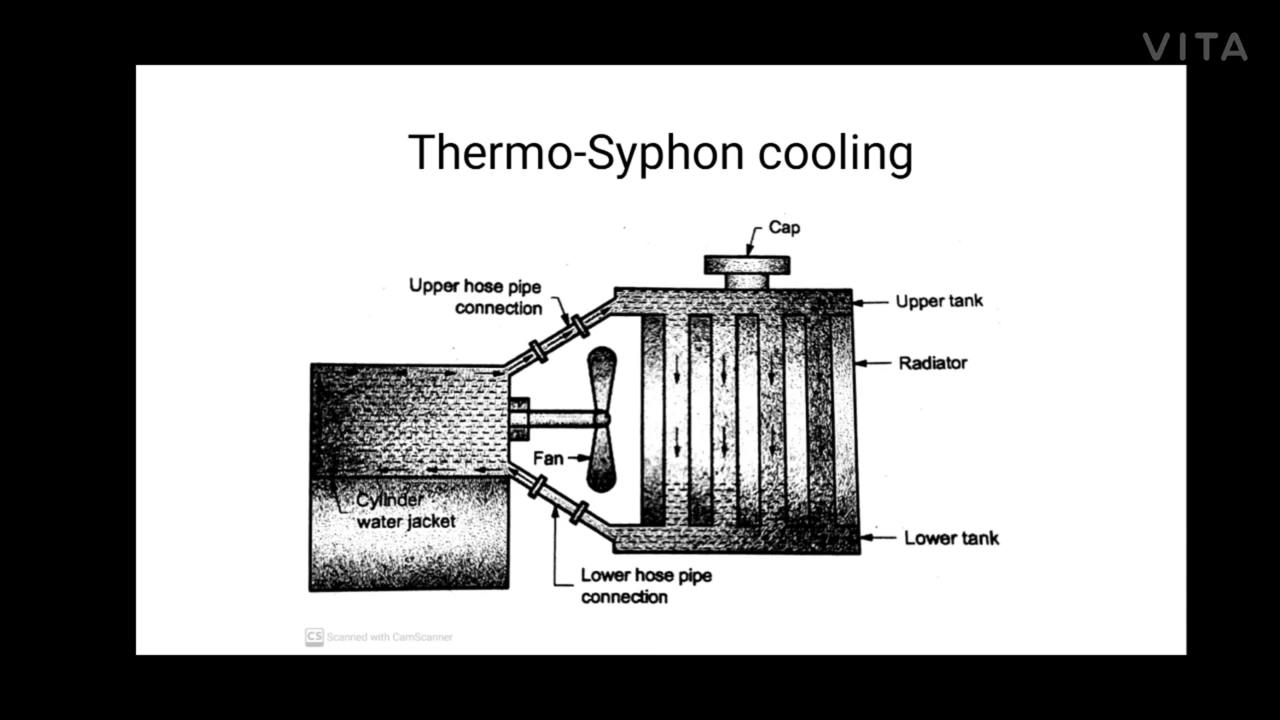 VITA
Thermo-Syphon cooling
Cap
Upper hose pipe
connection
Upper tank
Radiator
Fan
Cylinder
water jacket
Lower tank
Lower hose pipe
connection
CS Scanned with CamScanner